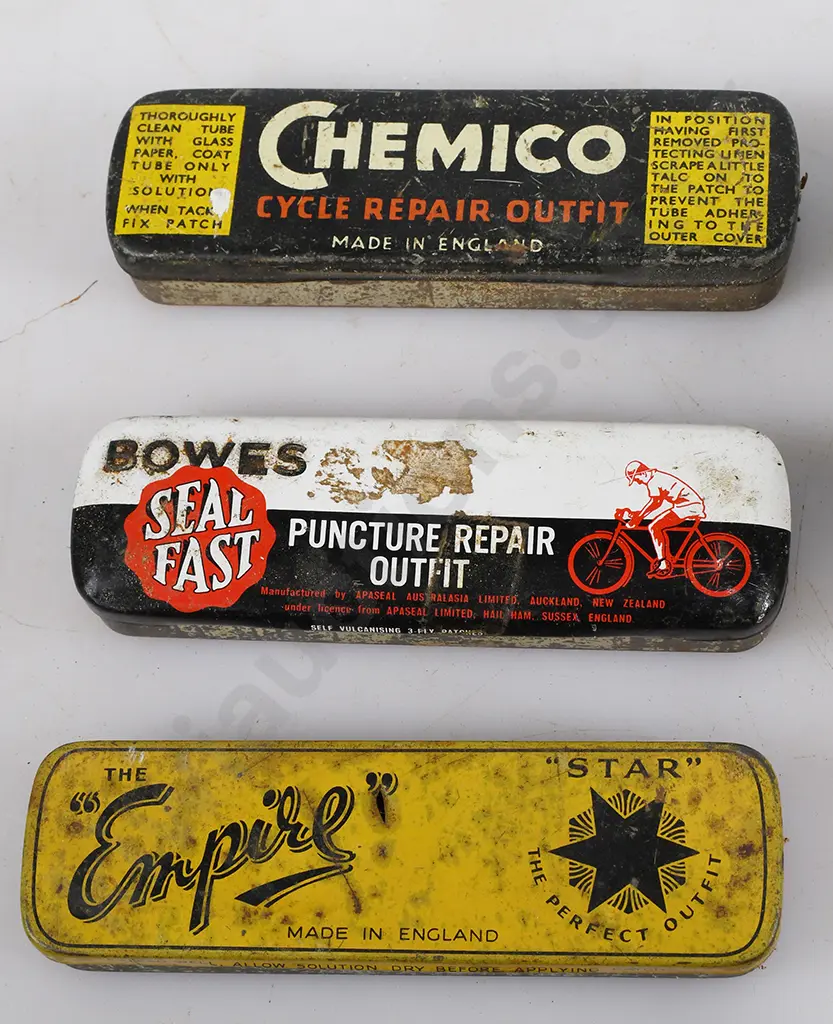 THOROUGHLY
CLEAN TUBE
WITH GLASS
PAPER, COAT
TUBE ONLY
WITH
SOLUTION
WHEN TACKY
FIX PATCH
CHEMICO
CYCLE REPAIR OUTFIT
MADE IN ENGLAND
IN POSITION
HAVING FIRST
REMOVED PRO-
TECTING LINEN
SCRAPE A LITTLE
TALC ON TO
THE PATCH TO
PREVENT THE
TUBE ADHER-
ING TO THE
OUTER COVER
BOWES
SEAL
FAST
PUNCTURE REPAIR
OUTFIT
Manufactured by APASEAL AUSTRALASIA LIMITED, AUCKLAND, NEW ZEALAND
under licence from APASEAL LIMITED, HAILSHAM, SUSSEX, ENGLAND
SELF VULCANISING 3-PLY PATCHES
THE
"Empire"
MADE IN ENGLAND
"STAR"
THE PERFECT OUTFIT
ALLOW SOLUTION DRY BEFORE APPLYING